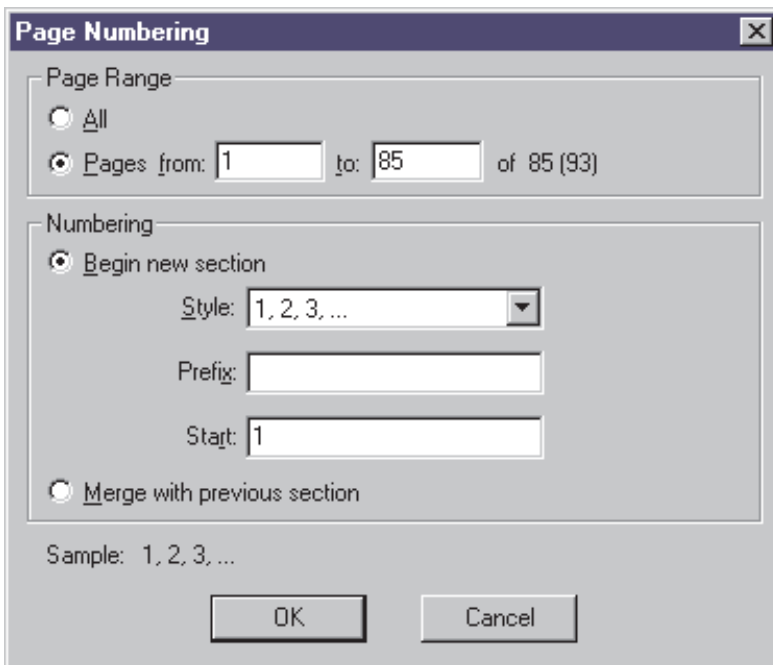 Page Numbering
Page Range
All
Pages from: 1 to: 85 of 85 (93)
Numbering
Begin new section
Style: 1, 2, 3, ...
Prefix:
Start: 1
Merge with previous section
Sample: 1, 2, 3, ...
OK Cancel